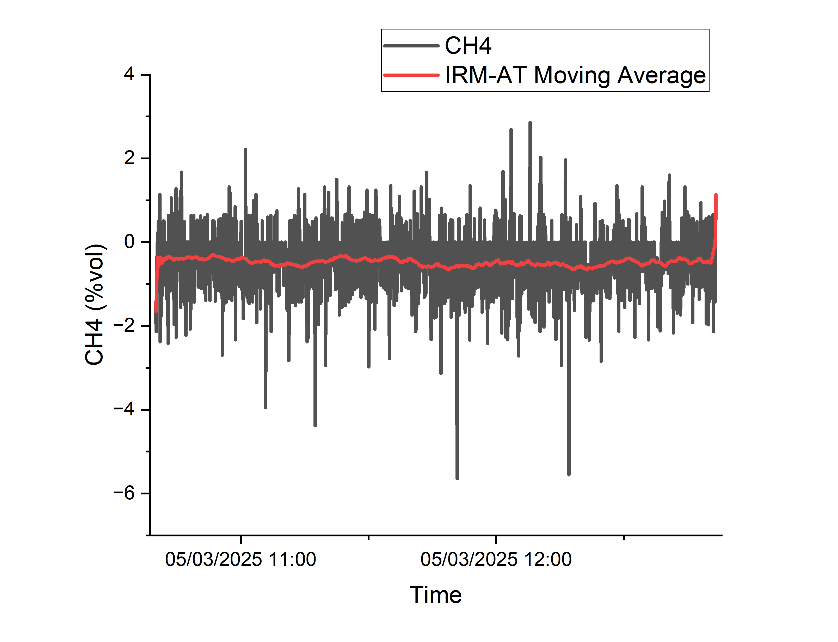 CH4
IRM-AT Moving Average
4
2
0
−2
−4
−6
CH4 (%vol)
05/03/2025 11:00
05/03/2025 12:00
Time